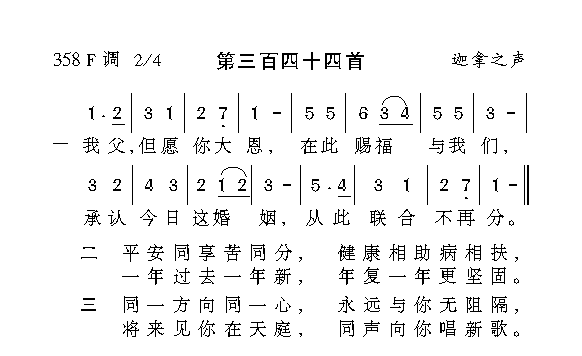 358 F 调 2/4 第三百四十四首 迦拿之声
1 · 2 | 3 1 | 2 7 | 1 - | 5 5 | 6 3 4 | 5 5 | 3 - |
一 我父,但愿 你大 恩, 在此 赐福 与我 们,
3 2 | 4 3 | 2 1 2 | 3 - | 5 · 4 | 3 1 | 2 7 | 1 - ||
承认 今日 这婚 姻, 从此 联合 不再 分。
二 平安同享苦同分, 健康相助病相扶,
一年过去一年新, 年复一年更坚固。
三 同一方向同一心, 永远与你无阻隔,
将来见你在天庭, 同声向你唱新歌。